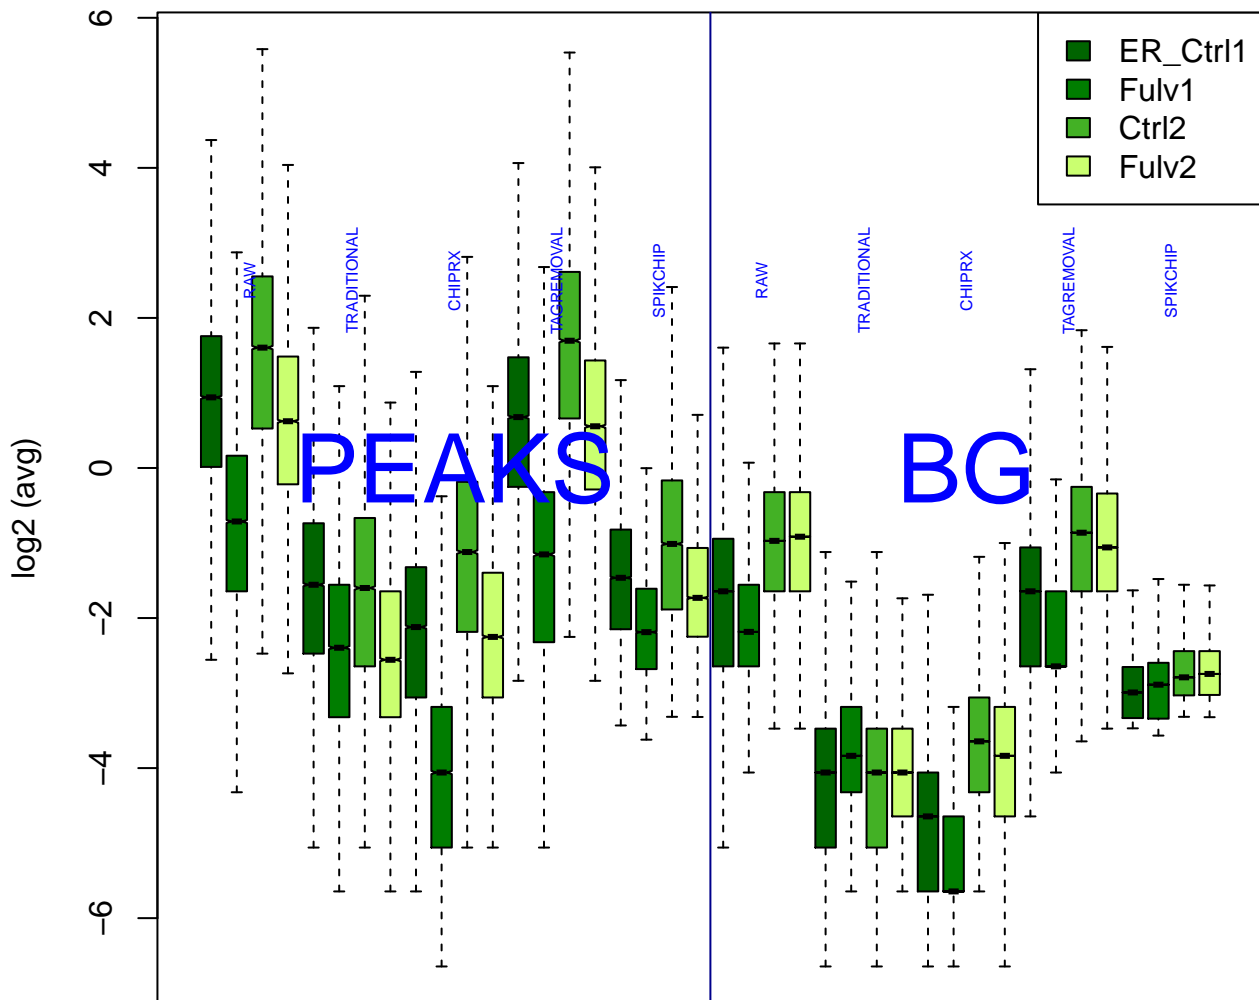 6
4
2
0
−2
−4
−6
log2 (avg)
ER_Ctrl1
Fulv1
Ctrl2
Fulv2
RAW
TRADITIONAL
CHIPRX
TAGREMOVAL
SPIKCHIP
RAW
TRADITIONAL
CHIPRX
TAGREMOVAL
SPIKCHIP
PEAKS
BG